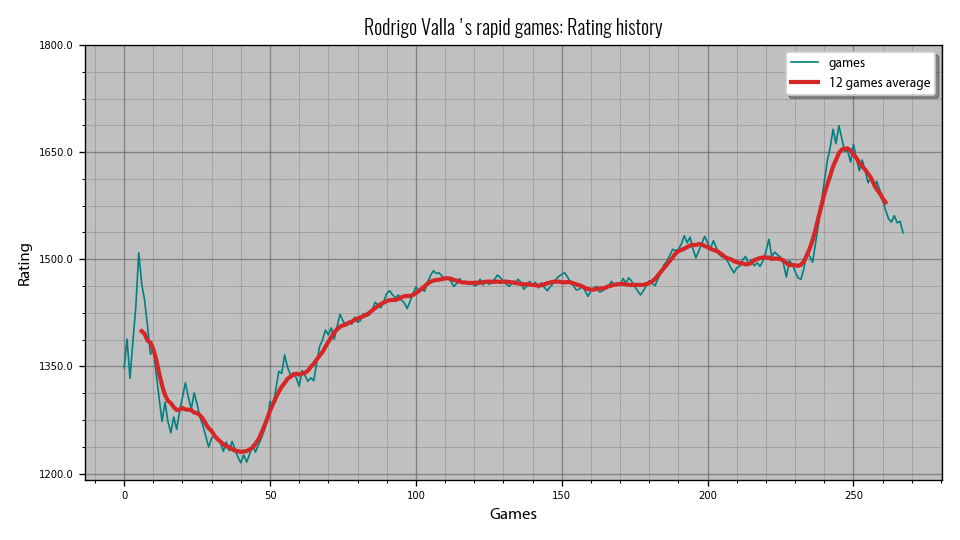 Rodrigo Valla 's rapid games: Rating history
1800.0
1650.0
1500.0
1350.0
1200.0
Rating
games
12 games average
0 50 100 150 200 250
Games